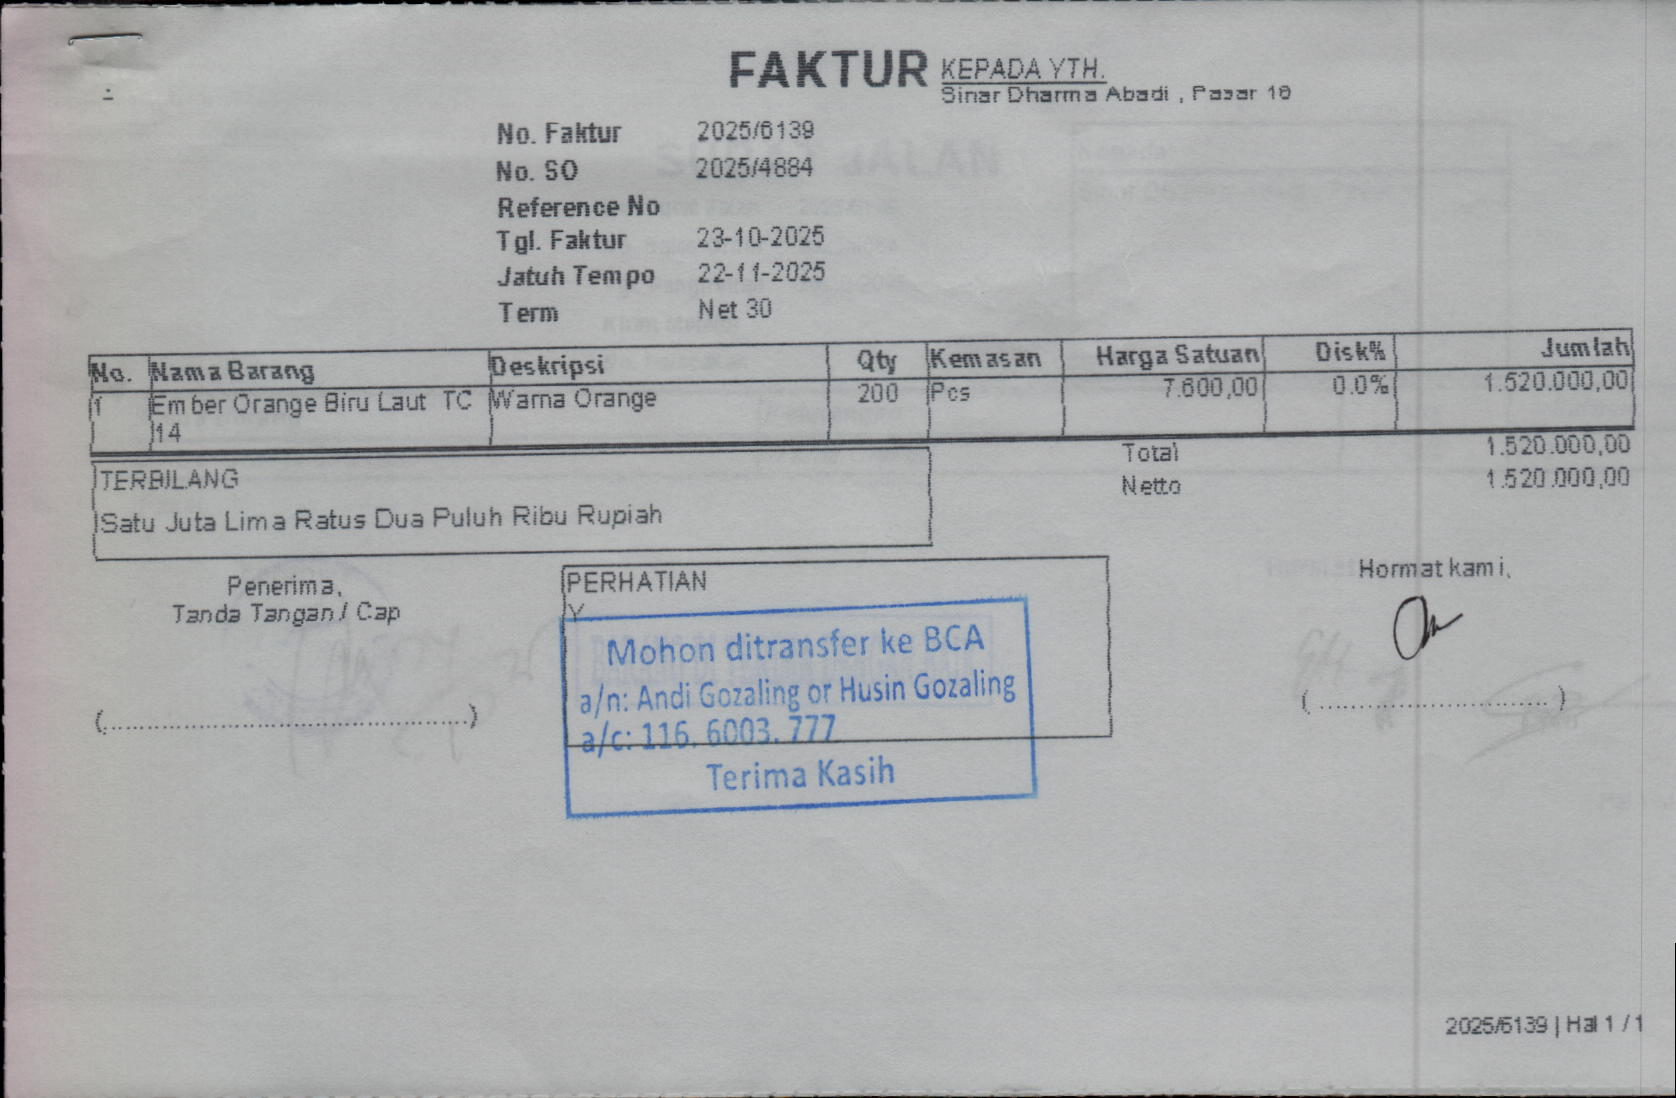 FAKTUR
KEPADA YTH.
Sinar Dharma Abadi , Pasar 10
No. Faktur 2025/6139
No. SO 2025/4884
Reference No
Tgl. Faktur 23-10-2025
Jatuh Tempo 22-11-2025
Term Net 30
No. Nama Barang Deskripsi Qty Kemasan Harga Satuan Disk% Jumlah
1 Ember Orange Biru Laut TC Warna Orange 200 Pcs 7.600,00 0.0% 1.520.000,00
14
Total 1.520.000,00
Netto 1.520.000,00
TERBILANG
Satu Juta Lima Ratus Dua Puluh Ribu Rupiah
Penerima,
Tanda Tangan / Cap
(............................................)
PERHATIAN
Y
Mohon ditransfer ke BCA
a/n: Andi Gozaling or Husin Gozaling
a/c: 116. 6003. 777
Terima Kasih
Hormat kami,
(............................)
2025/6139 | Hal 1 / 1